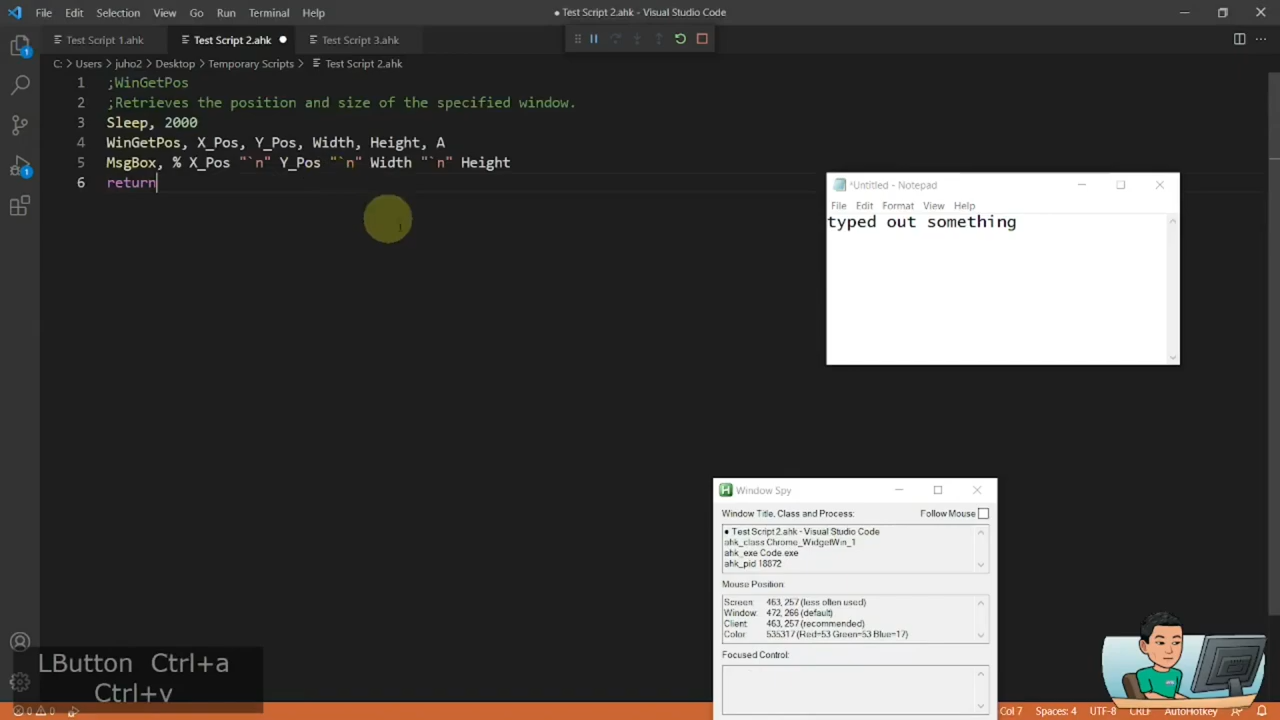 File Edit Selection View Go Run Terminal Help
● Test Script 2.ahk - Visual Studio Code
Test Script 1.ahk
Test Script 2.ahk ●
Test Script 3.ahk
C: > Users > juho2 > Desktop > Temporary Scripts > Test Script 2.ahk
1 ;WinGetPos
2 ;Retrieves the position and size of the specified window.
3 Sleep, 2000
4 WinGetPos, X_Pos, Y_Pos, Width, Height, A
5 MsgBox, % X_Pos "`n" Y_Pos "`n" Width "`n" Height
6 return
*Untitled - Notepad
File Edit Format View Help
typed out something
Window Spy
Window Title, Class and Process:
Follow Mouse
● Test Script 2.ahk - Visual Studio Code
ahk_class Chrome_WidgetWin_1
ahk_exe Code.exe
ahk_pid 18872
Mouse Position:
Screen: 463, 257 (less often used)
Window: 472, 266 (default)
Client: 463, 257 (recommended)
Color: 535317 (Red=53 Green=53 Blue=17)
Focused Control:
LButton Ctrl+a
Ctrl+v
0 0
Col 7 Spaces: 4 UTF-8 CRLF AutoHotkey